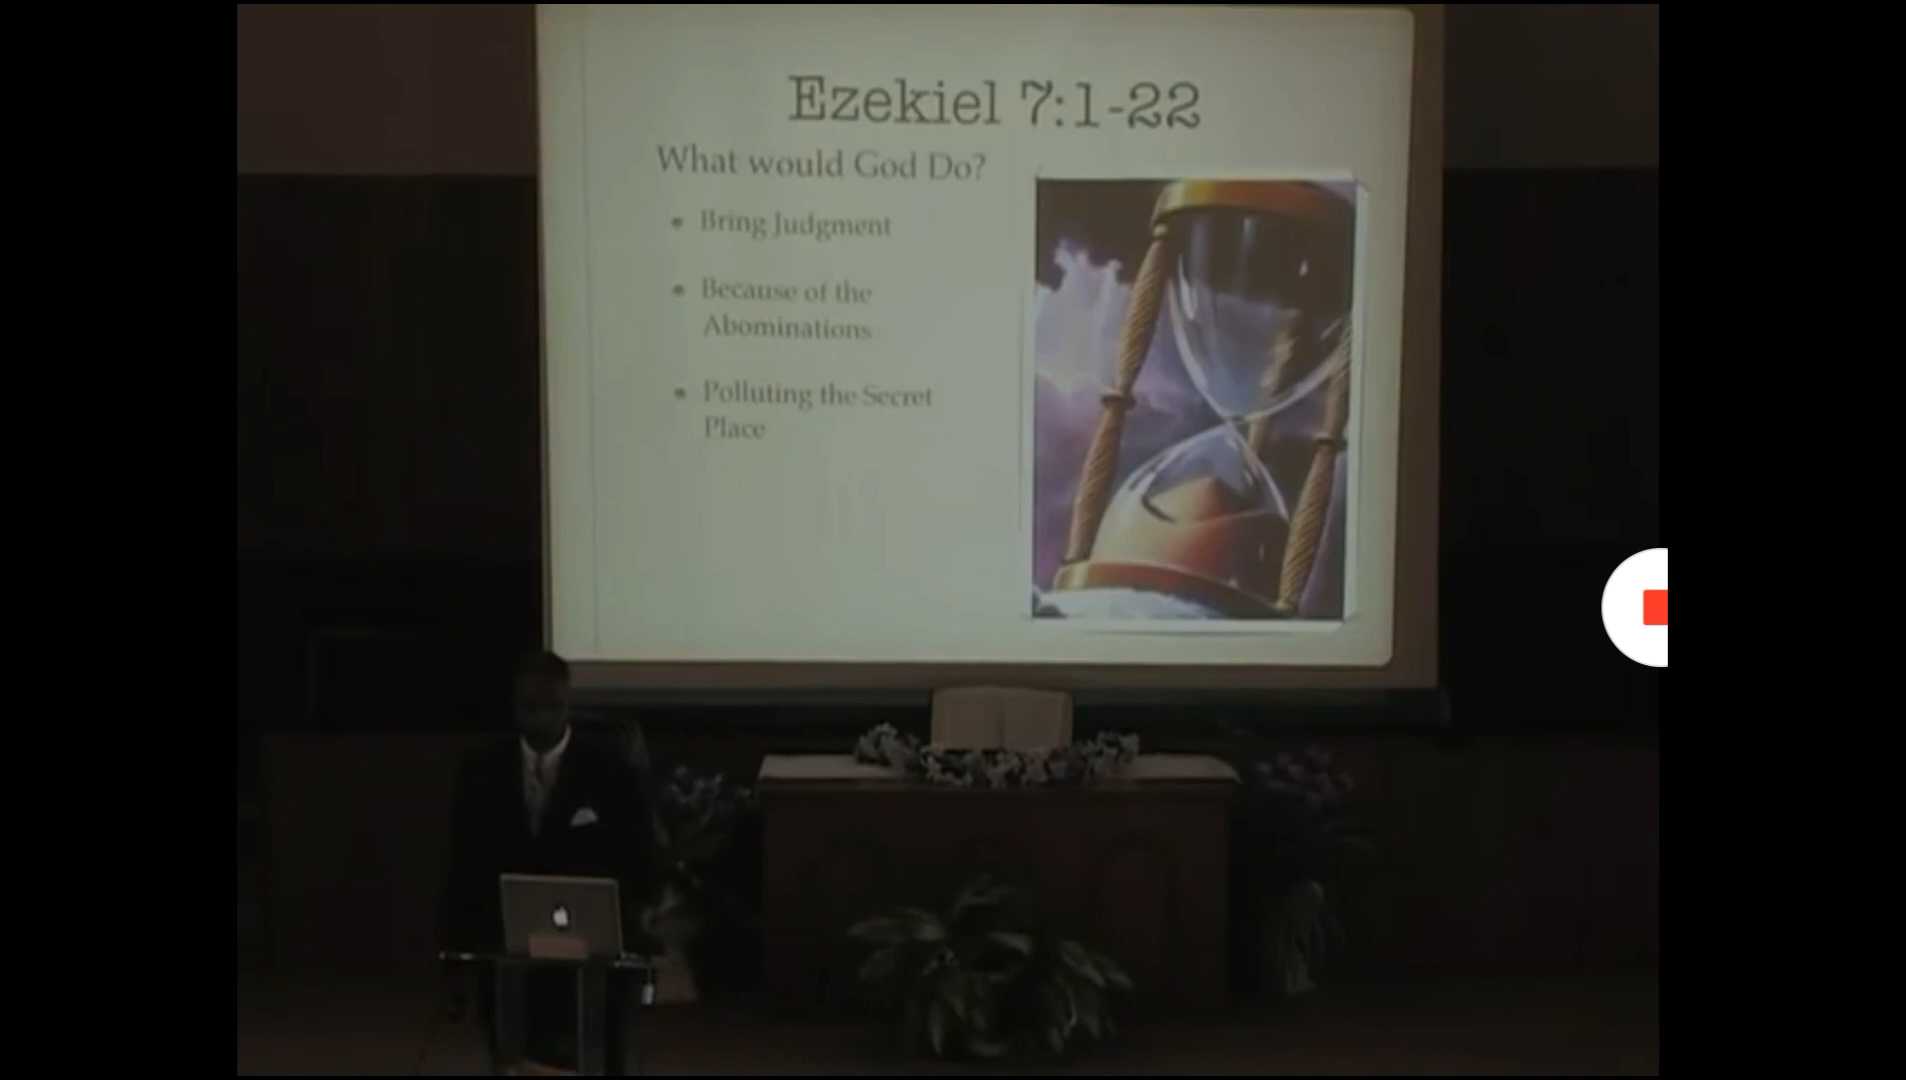 Ezekiel 7:1-22
What would God Do?
• Bring Judgment
• Because of the
Abominations
• Polluting the Secret
Place